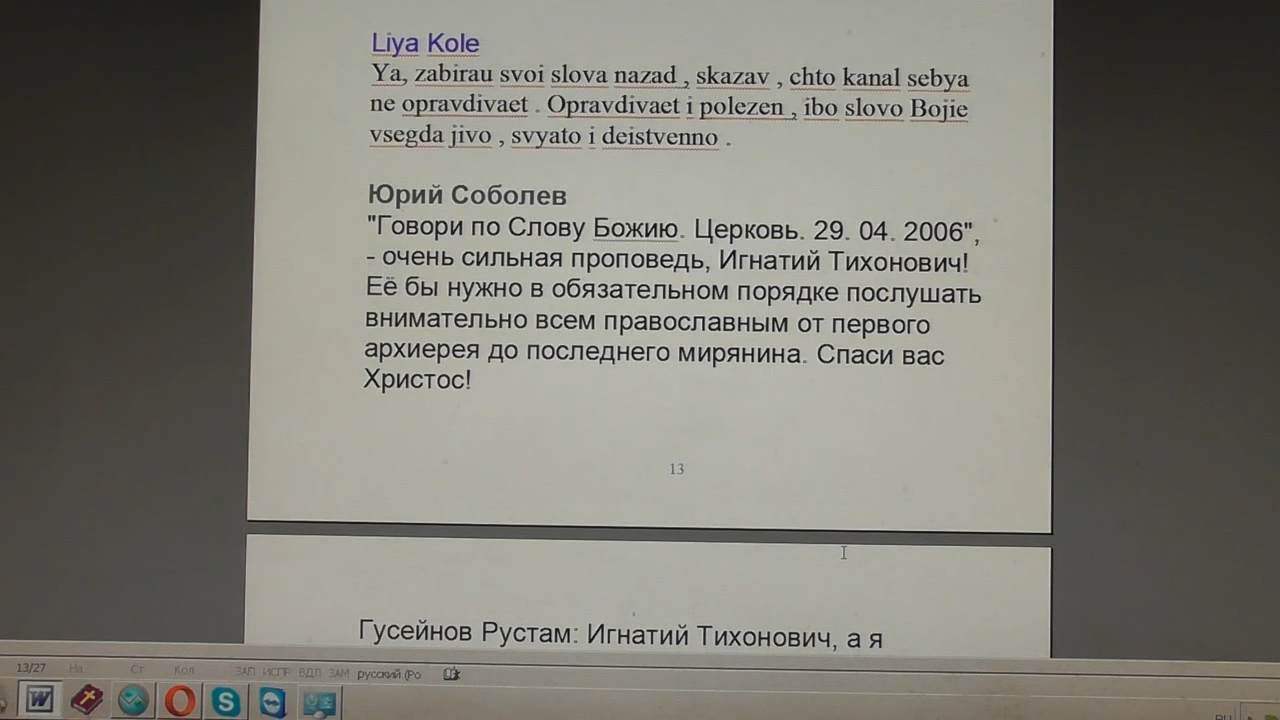 Liya Kole
Ya, zabirau svoi slova nazad , skazav , chto kanal sebya
ne opravdivaet . Opravdivaet i polezen , ibo slovo Bojie
vsegda jivo , svyato i deistvenno .
Юрий Соболев
"Говори по Слову Божию. Церковь. 29. 04. 2006",
- очень сильная проповедь, Игнатий Тихонович!
Её бы нужно в обязательном порядке послушать
внимательно всем православным от первого
архиерея до последнего мирянина. Спаси вас
Христос!
13
Гусейнов Рустам: Игнатий Тихонович, а я
13/27 На Ст Кол ЗАП ИСПР ВДЛ ЗАМ русский (Ро
W S